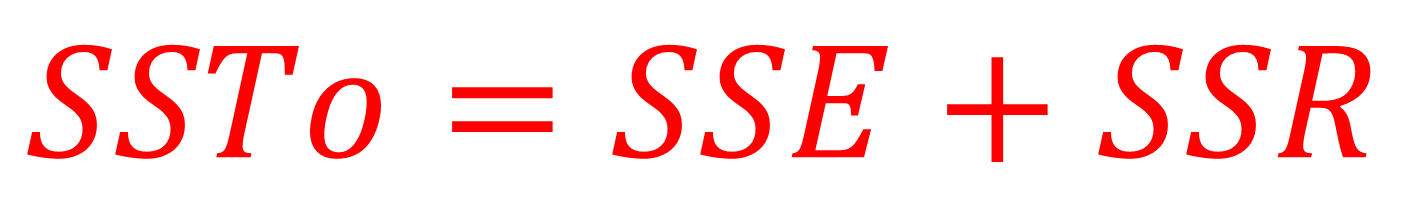 SSTo = SSE + SSR